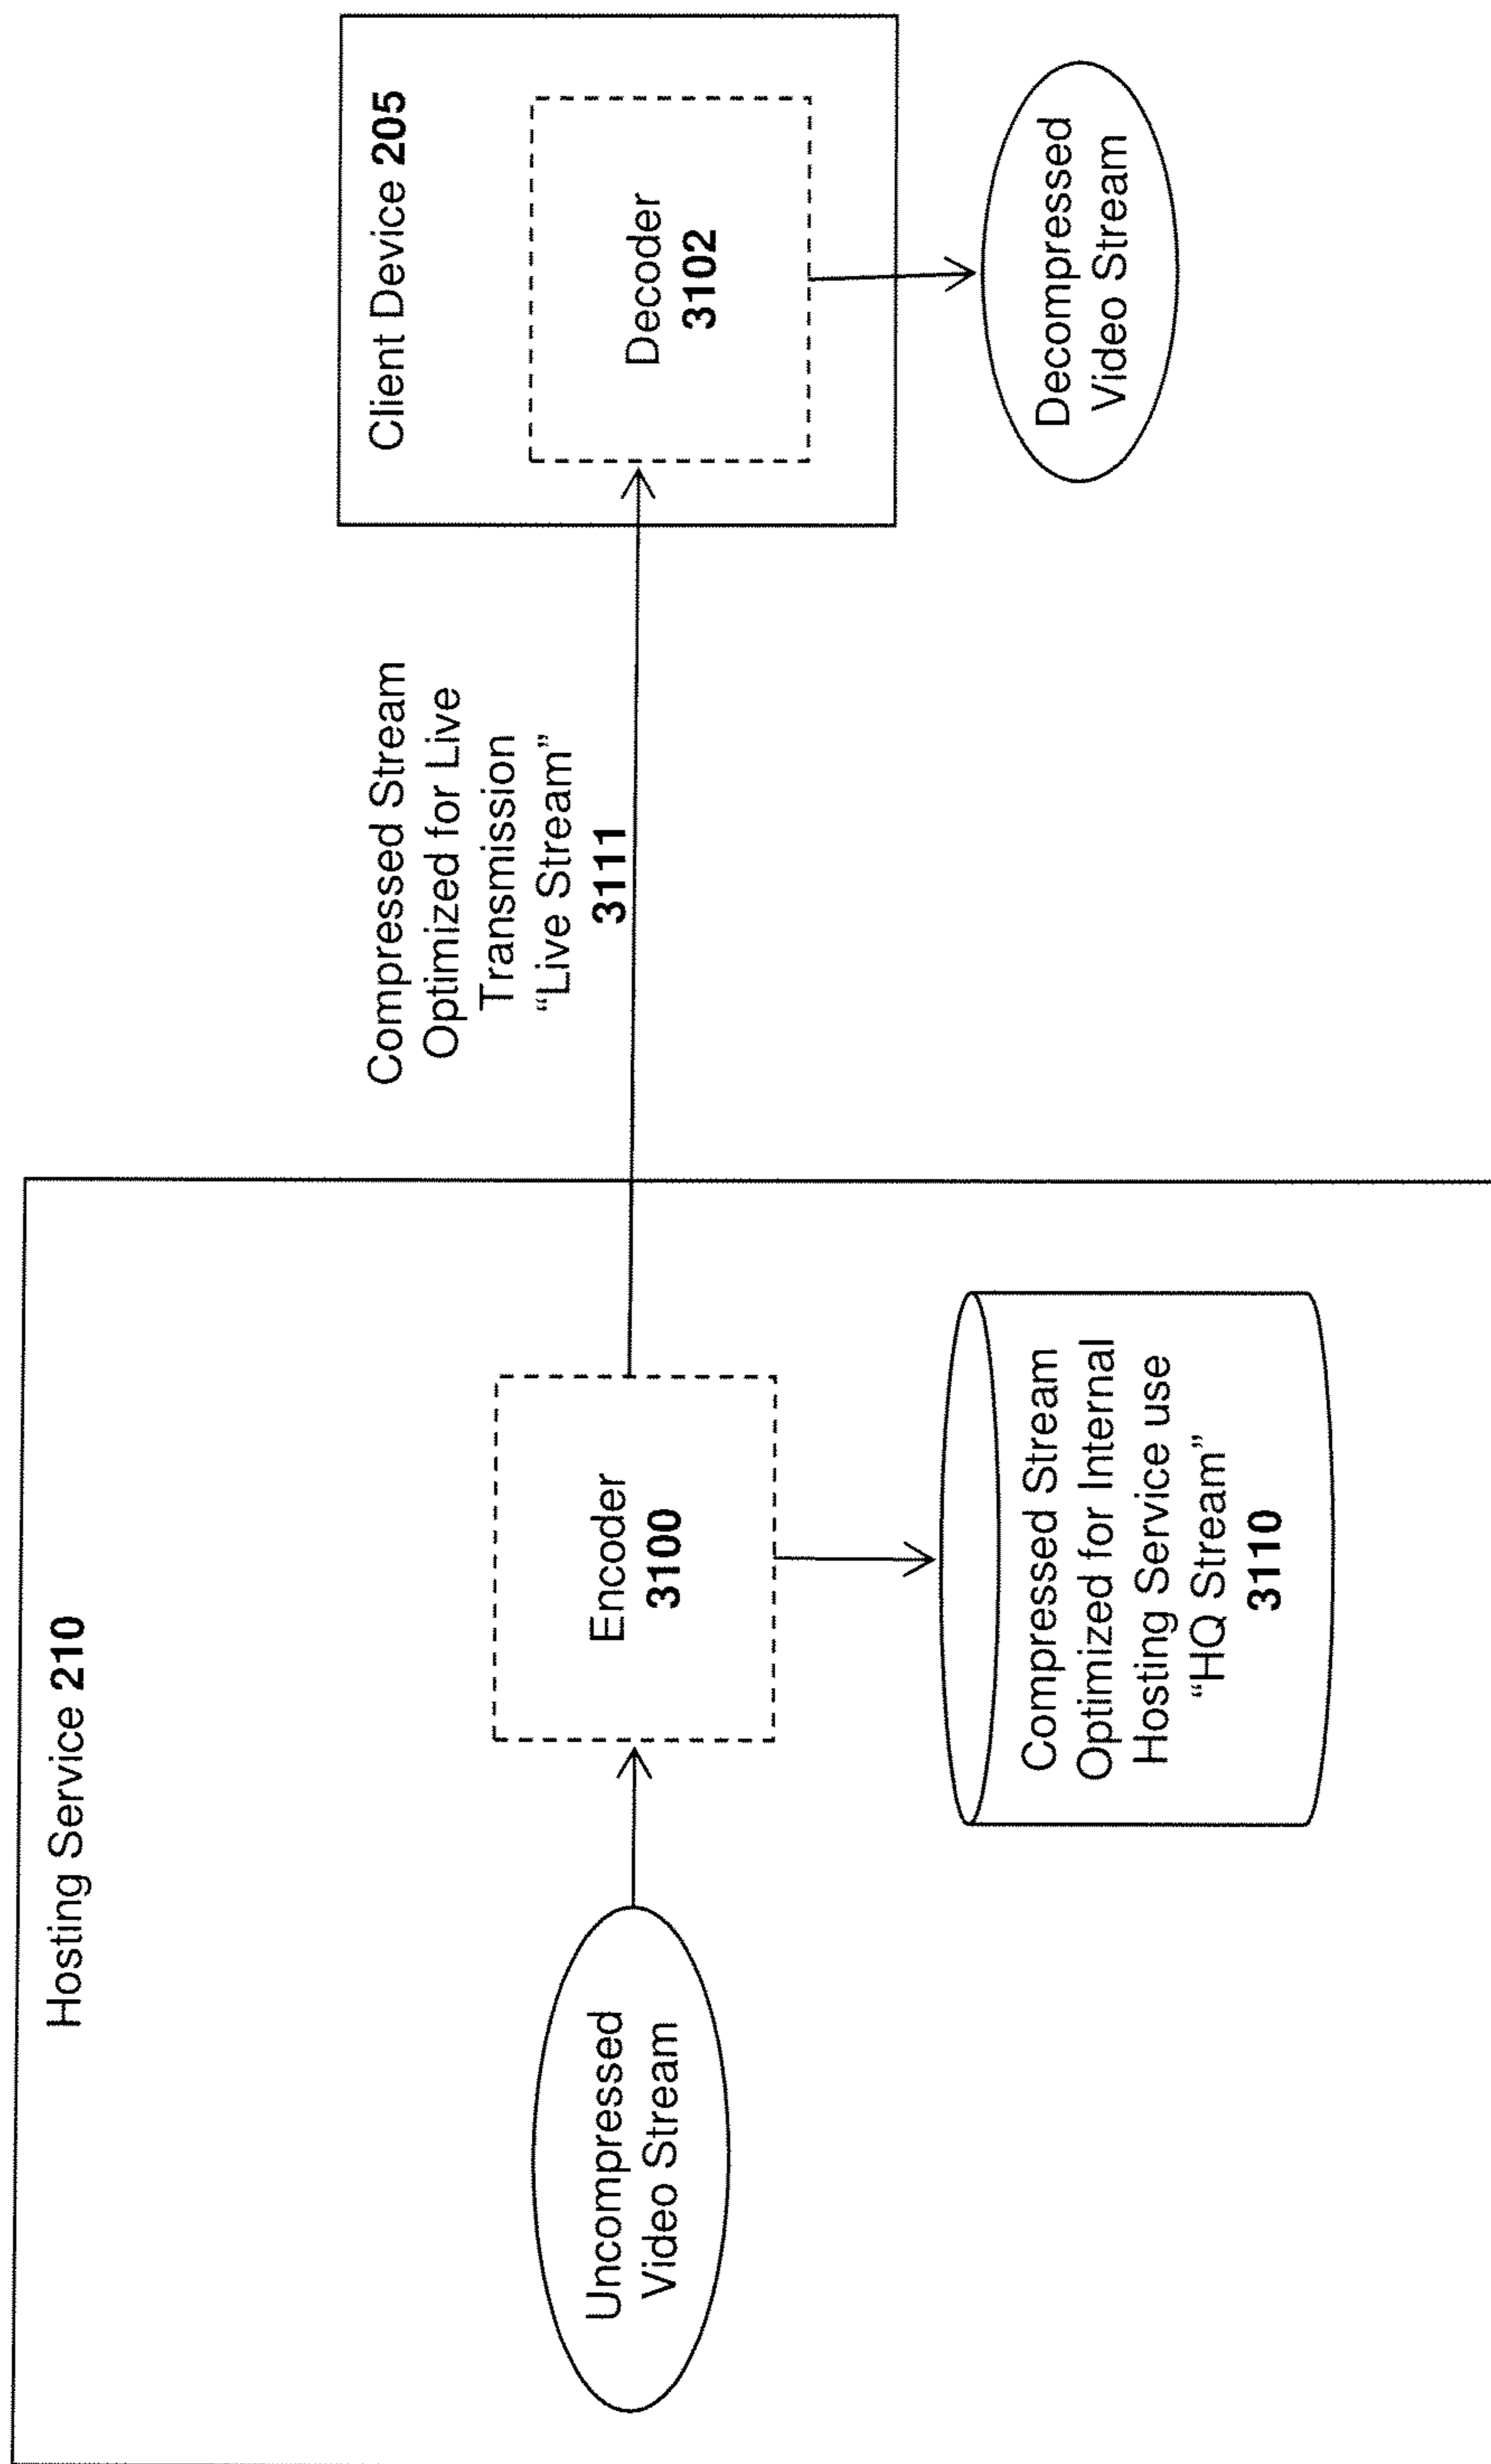 Hosting Service 210
Uncompressed
Video Stream
Encoder
3100
Compressed Stream
Optimized for Internal
Hosting Service use
“HQ Stream”
3110
Compressed Stream
Optimized for Live
Transmission
“Live Stream”
3111
Client Device 205
Decoder
3102
Decompressed
Video Stream